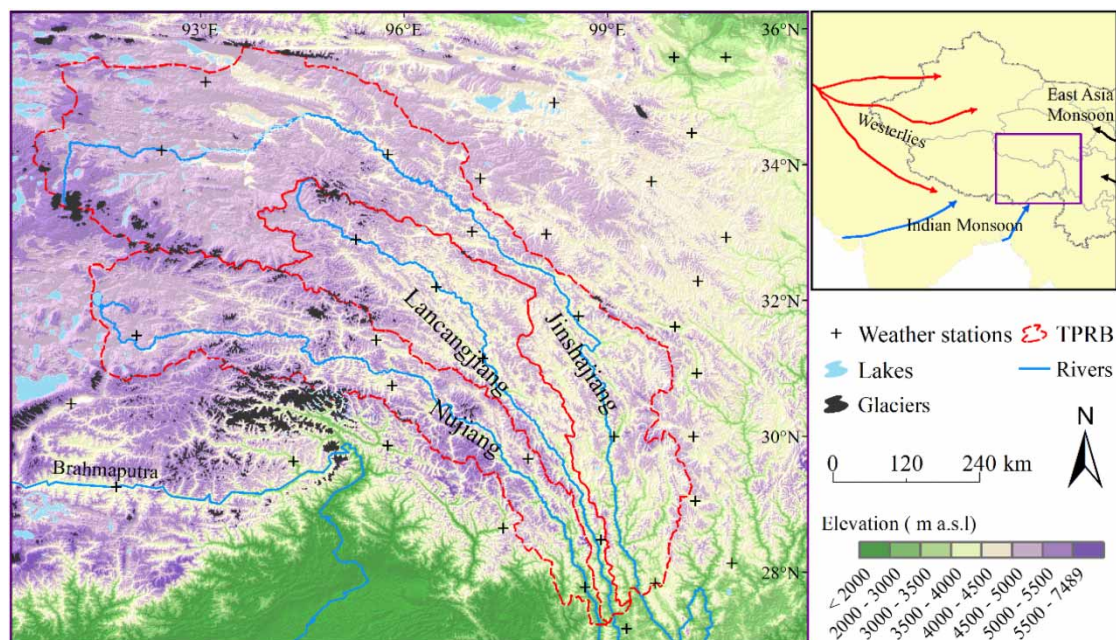 93°E
96°E
99°E
36°N
34°N
32°N
30°N
28°N
Lancangjiang
Jinshajiang
Nujiang
Brahmaputra
East Asia
Monsoon
Westerlies
Indian Monsoon
Weather stations
TPRB
Lakes
Rivers
Glaciers
N
0 120 240 km
Elevation ( m a.s.l)
< 2000
2000 - 3000
3000 - 3500
3500 - 4000
4000 - 4500
4500 - 5000
5000 - 5500
5500 - 7489